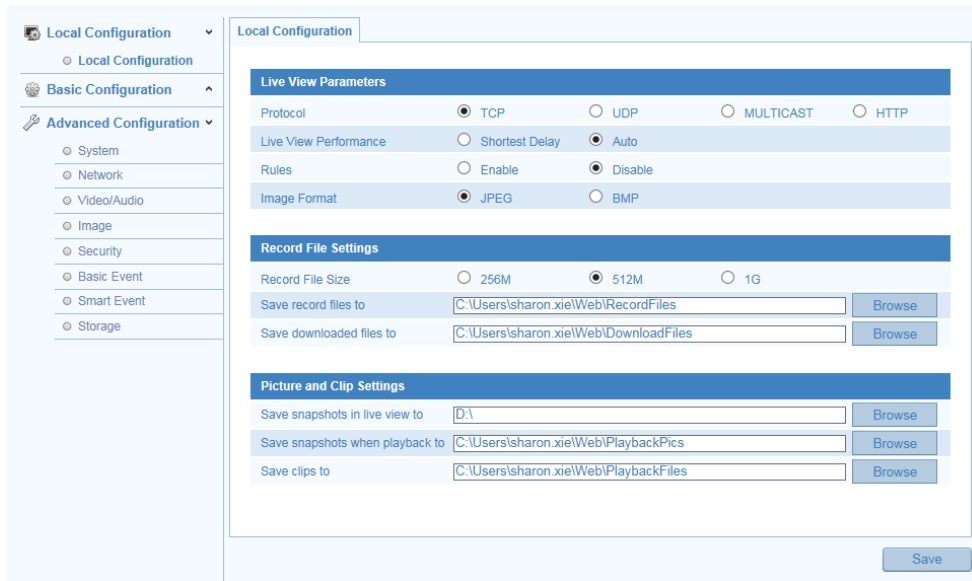 Local Configuration
Local Configuration
Basic Configuration
Advanced Configuration
System
Network
Video/Audio
Image
Security
Basic Event
Smart Event
Storage
Local Configuration
Live View Parameters
Protocol TCP UDP MULTICAST HTTP
Live View Performance Shortest Delay Auto
Rules Enable Disable
Image Format JPEG BMP
Record File Settings
Record File Size 256M 512M 1G
Save record files to C:\Users\sharon.xie\Web\RecordFiles Browse
Save downloaded files to C:\Users\sharon.xie\Web\DownloadFiles Browse
Picture and Clip Settings
Save snapshots in live view to D:\ Browse
Save snapshots when playback to C:\Users\sharon.xie\Web\PlaybackPics Browse
Save clips to C:\Users\sharon.xie\Web\PlaybackFiles Browse
Save